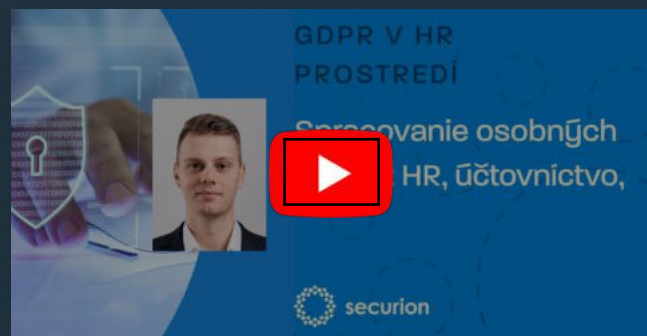 GDPR V HR
PROSTREDÍ
Spracovanie osobných
HR, účtovníctvo,
securion